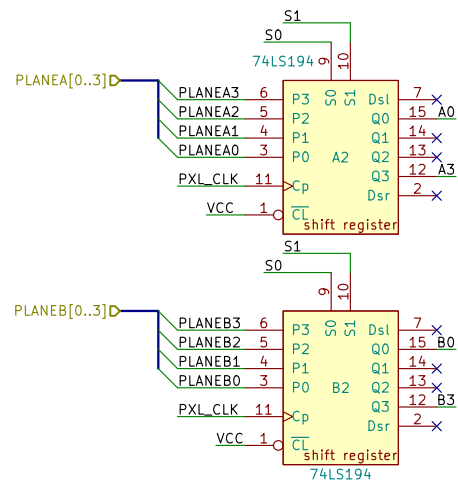 S1
S0
74LS194
9
10
S0
S1
PLANEA[0..3]
PLANEA3 6 P3 Dsl 7
PLANEA2 5 P2 Q0 15 A0
PLANEA1 4 P1 Q1 14
PLANEA0 3 P0 A2 Q2 13
Q3 12 A3
PXL_CLK 11 Cp Dsr 2
VCC 1 CL
shift register
S1
S0
9
10
S0
S1
PLANEB[0..3]
PLANEB3 6 P3 Dsl 7
PLANEB2 5 P2 Q0 15 B0
PLANEB1 4 P1 Q1 14
PLANEB0 3 P0 B2 Q2 13
Q3 12 B3
PXL_CLK 11 Cp Dsr 2
VCC 1 CL
shift register
74LS194